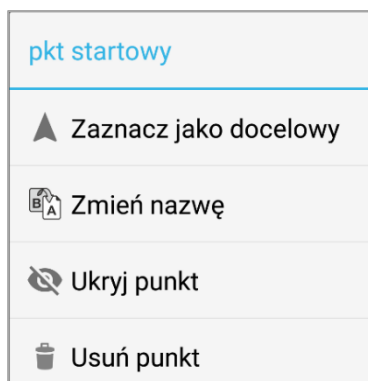 pkt startowy
Zaznacz jako docelowy
B A Zmień nazwę
Ukryj punkt
Usuń punkt